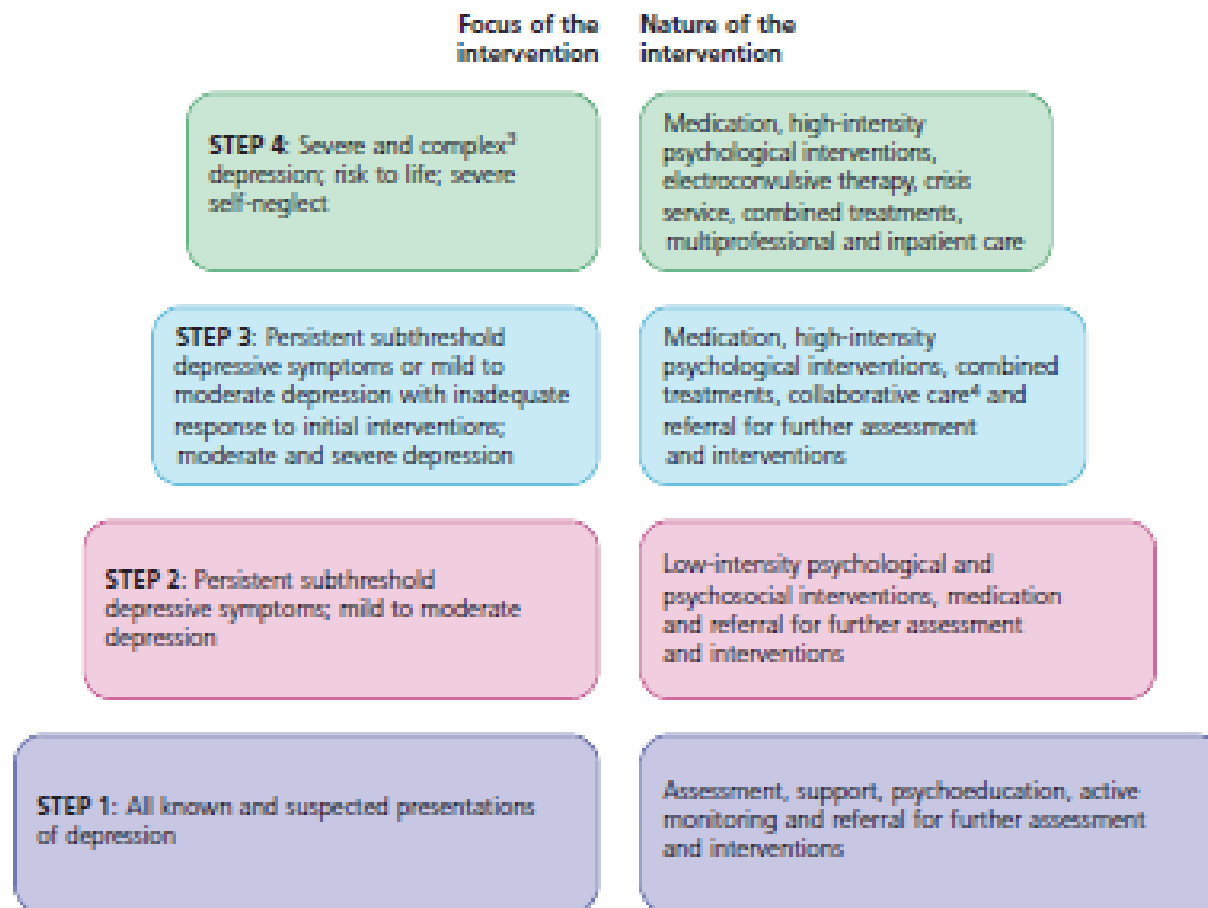 Focus of the
intervention
Nature of the
intervention
STEP 4: Severe and complex³
depression; risk to life; severe
self-neglect
Medication, high-intensity
psychological interventions,
electroconvulsive therapy, crisis
service, combined treatments,
multiprofessional and inpatient care
STEP 3: Persistent subthreshold
depressive symptoms or mild to
moderate depression with inadequate
response to initial interventions;
moderate and severe depression
Medication, high-intensity
psychological interventions, combined
treatments, collaborative care⁴ and
referral for further assessment
and interventions
STEP 2: Persistent subthreshold
depressive symptoms; mild to moderate
depression
Low-intensity psychological and
psychosocial interventions, medication
and referral for further assessment
and interventions
STEP 1: All known and suspected presentations
of depression
Assessment, support, psychoeducation, active
monitoring and referral for further assessment
and interventions